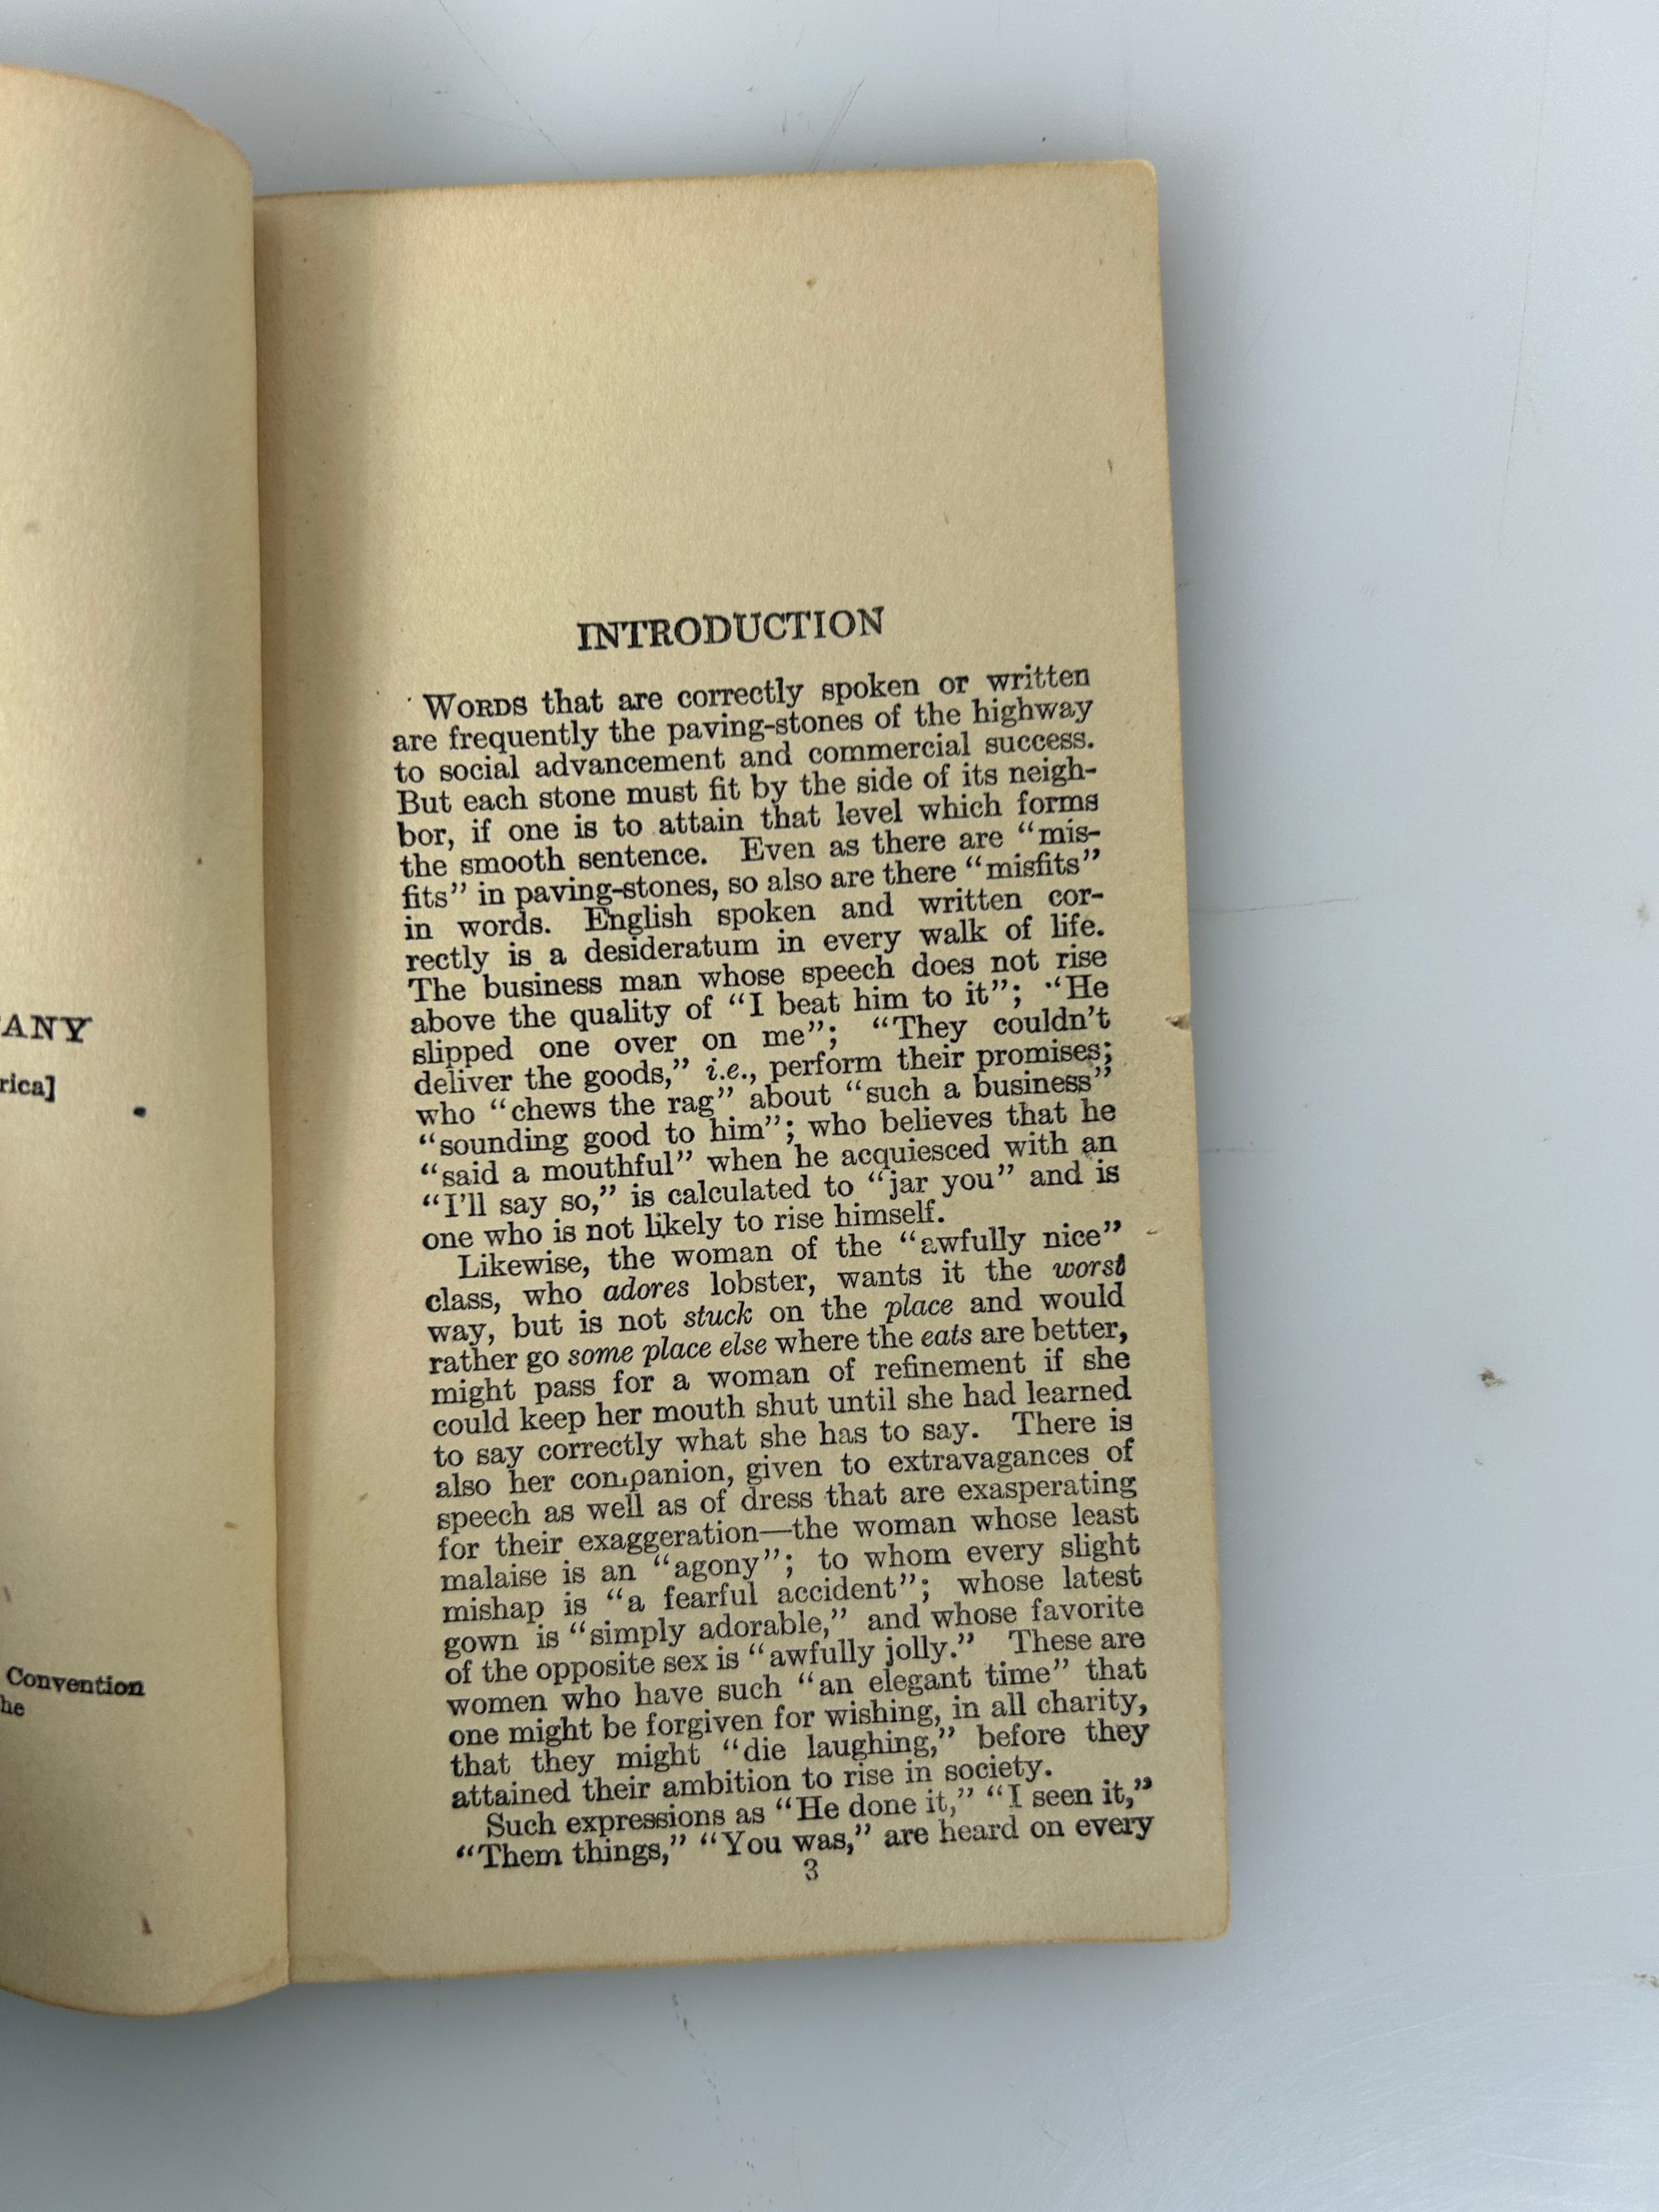 ANY
rica]
Convention
he
INTRODUCTION
WORDS that are correctly spoken or written
are frequently the paving-stones of the highway
to social advancement and commercial success.
But each stone must fit by the side of its neigh-
bor, if one is to attain that level which forms
the smooth sentence. Even as there are “mis-
fits” in paving-stones, so also are there “misfits”
in words. English spoken and written cor-
rectly is a desideratum in every walk of life.
The business man whose speech does not rise
above the quality of “I beat him to it”; “He
slipped one over on me”; “They couldn’t
deliver the goods,” i.e., perform their promises;
who “chews the rag” about “such a business”
“sounding good to him”; who believes that he
“said a mouthful” when he acquiesced with an
“I’ll say so,” is calculated to “jar you” and is
one who is not likely to rise himself.
Likewise, the woman of the “awfully nice”
class, who adores lobster, wants it the worst
way, but is not stuck on the place and would
rather go some place else where the eats are better,
might pass for a woman of refinement if she
could keep her mouth shut until she had learned
to say correctly what she has to say. There is
also her companion, given to extravagances of
speech as well as of dress that are exasperating
for their exaggeration—the woman whose least
malaise is an “agony”; to whom every slight
mishap is “a fearful accident”; whose latest
gown is “simply adorable,” and whose favorite
of the opposite sex is “awfully jolly.” These are
women who have such “an elegant time” that
one might be forgiven for wishing, in all charity,
that they might “die laughing,” before they
attained their ambition to rise in society.
Such expressions as “He done it,” “I seen it,”
“Them things,” “You was,” are heard on every
3